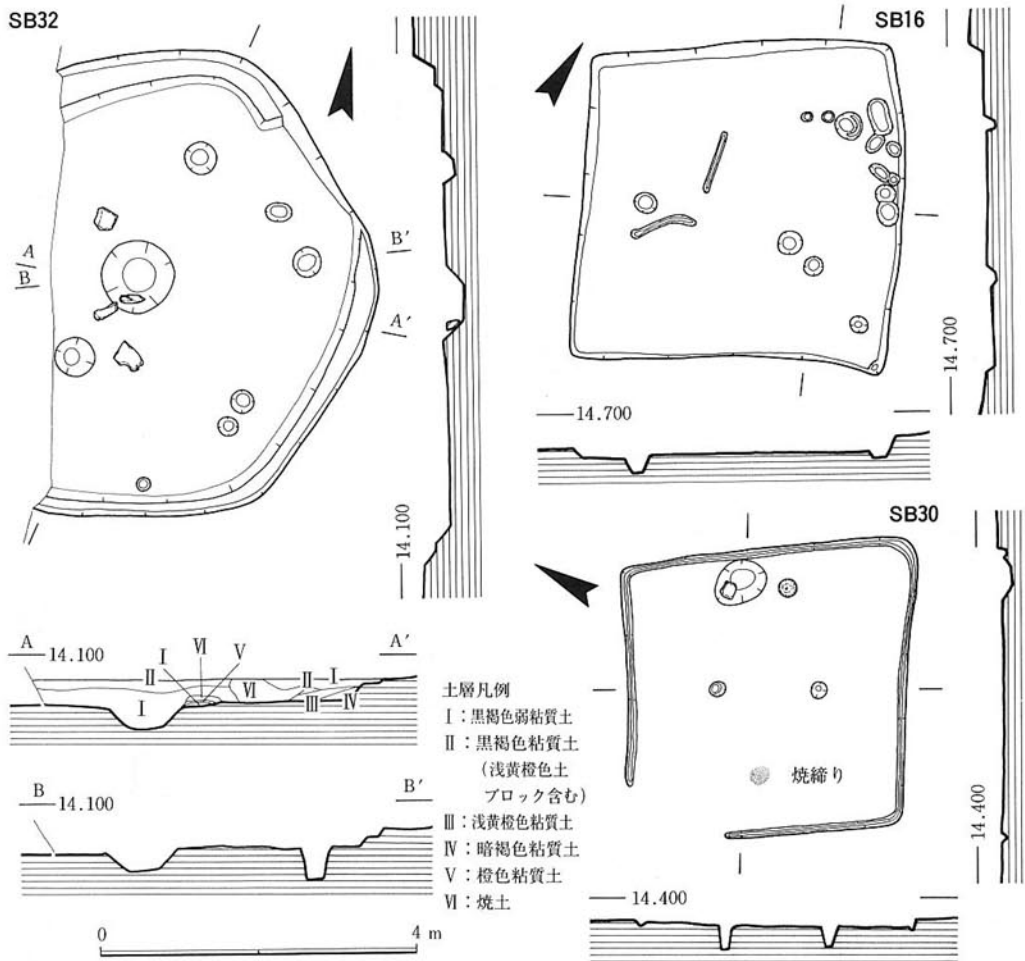 SB32
SB16
A
B
B′
A′
14.100
14.700
14.700
SB30
A
14.100
A′
Ⅰ
Ⅵ
Ⅴ
Ⅱ
Ⅰ
Ⅵ
Ⅱ
Ⅰ
Ⅲ
Ⅳ
B
14.100
B′
土層凡例
Ⅰ：黒褐色弱粘質土
Ⅱ：黒褐色粘質土
(浅黄橙色土
ブロック含む)
Ⅲ：浅黄橙色粘質土
Ⅳ：暗褐色粘質土
Ⅴ：橙色粘質土
Ⅵ：焼土
焼締り
14.400
14.400
0
4 m